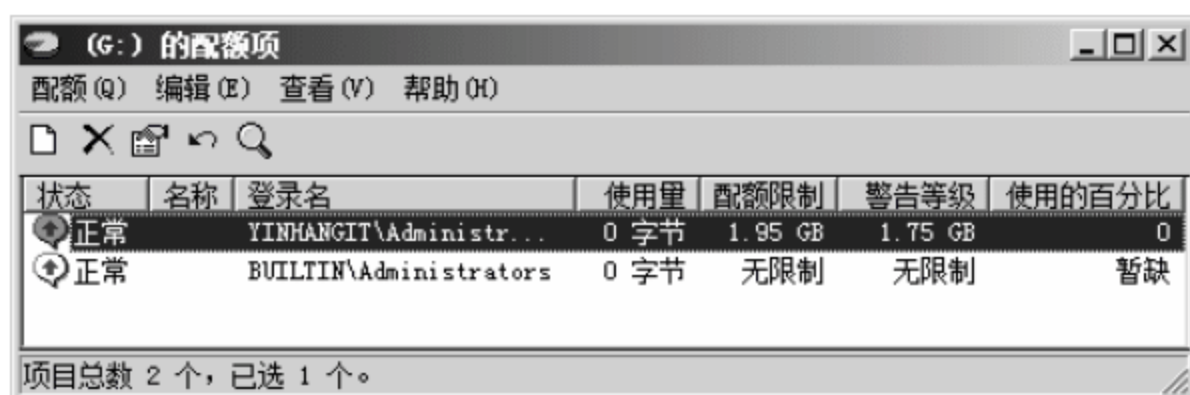 (G:) 的配额项
配额(Q) 编辑(E) 查看(V) 帮助(H)
状态 名称 登录名 使用量 配额限制 警告等级 使用的百分比
正常 YINHANGIT\Administr... 0 字节 1.95 GB 1.75 GB 0
正常 BUILTIN\Administrators 0 字节 无限制 无限制 暂缺
项目总数 2 个，已选 1 个。